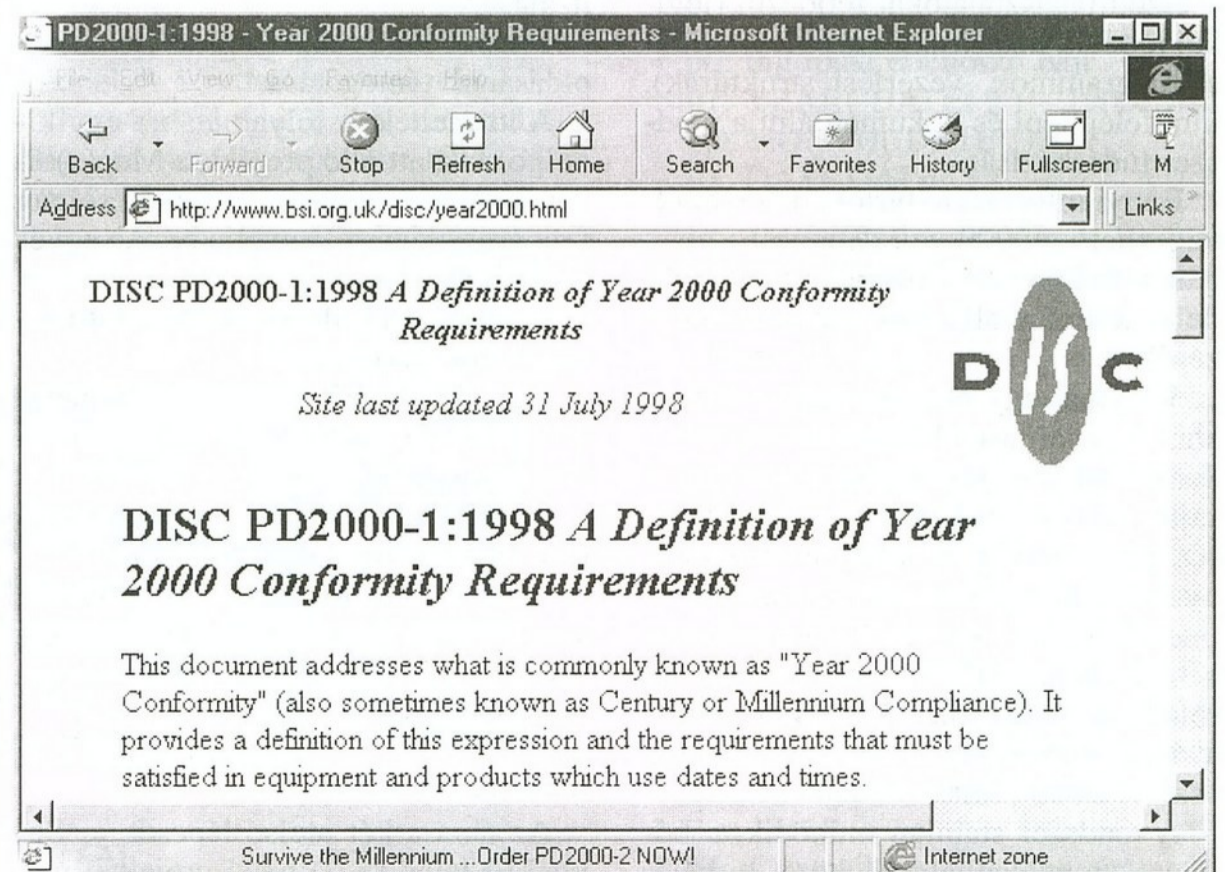 PD2000-1:1998 - Year 2000 Conformity Requirements - Microsoft Internet Explorer
Edit View Go Favorites Help
Back Forward Stop Refresh Home Search Favorites History Fullscreen M
Address http://www.bsi.org.uk/disc/year2000.html Links
DISC PD2000-1:1998 A Definition of Year 2000 Conformity
Requirements
Site last updated 31 July 1998
DISC
DISC PD2000-1:1998 A Definition of Year
2000 Conformity Requirements
This document addresses what is commonly known as "Year 2000
Conformity" (also sometimes known as Century or Millennium Compliance). It
provides a definition of this expression and the requirements that must be
satisfied in equipment and products which use dates and times.
Survive the Millennium ...Order PD2000-2 NOW! Internet zone